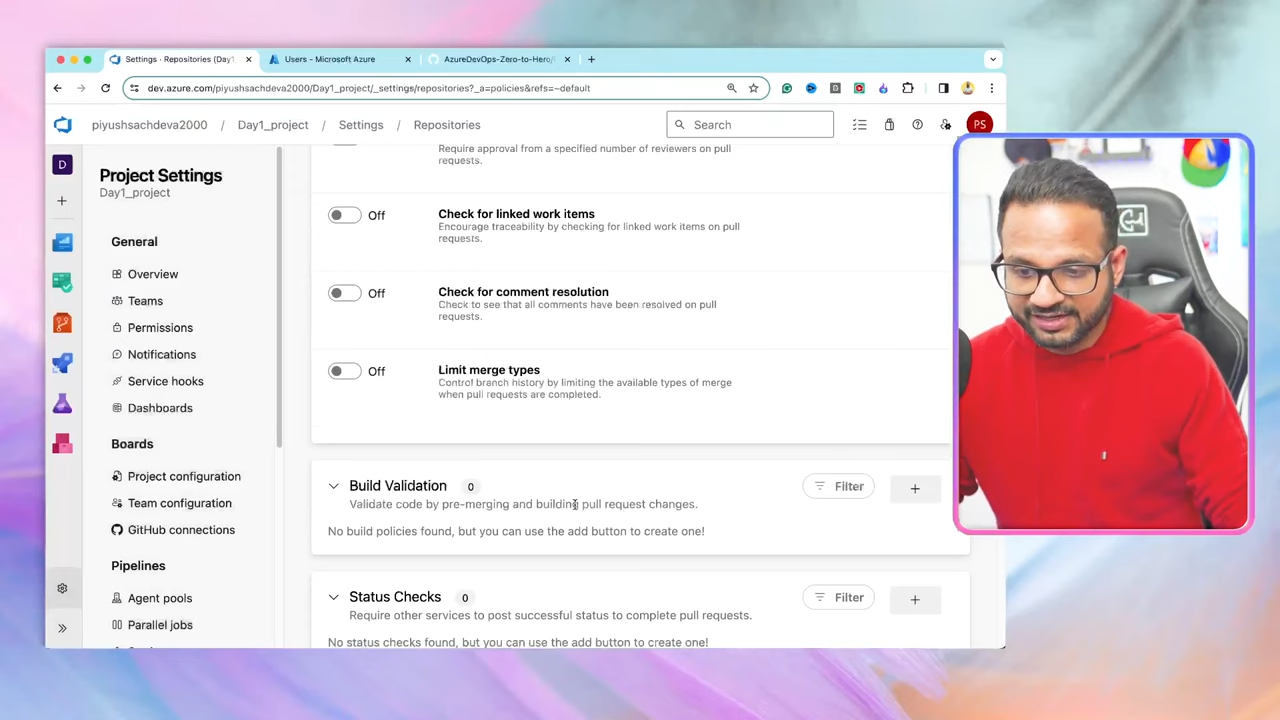 Settings · Repositories (Day1
Users - Microsoft Azure
AzureDevOps-Zero-to-Hero/
dev.azure.com/piyushsachdeva2000/Day1_project/_settings/repositories?_a=policies&refs=~default
piyushsachdeva2000 / Day1_project / Settings / Repositories
Search
PS
D
Project Settings
Day1_project
General
Overview
Teams
Permissions
Notifications
Service hooks
Dashboards
Boards
Project configuration
Team configuration
GitHub connections
Pipelines
Agent pools
Parallel jobs
Require approval from a specified number of reviewers on pull
requests.
Off
Check for linked work items
Encourage traceability by checking for linked work items on pull
requests.
Off
Check for comment resolution
Check to see that all comments have been resolved on pull
requests.
Off
Limit merge types
Control branch history by limiting the available types of merge
when pull requests are completed.
Build Validation 0
Filter
Validate code by pre-merging and building pull request changes.
No build policies found, but you can use the add button to create one!
Status Checks 0
Filter
Require other services to post successful status to complete pull requests.
No status checks found, but you can use the add button to create one!